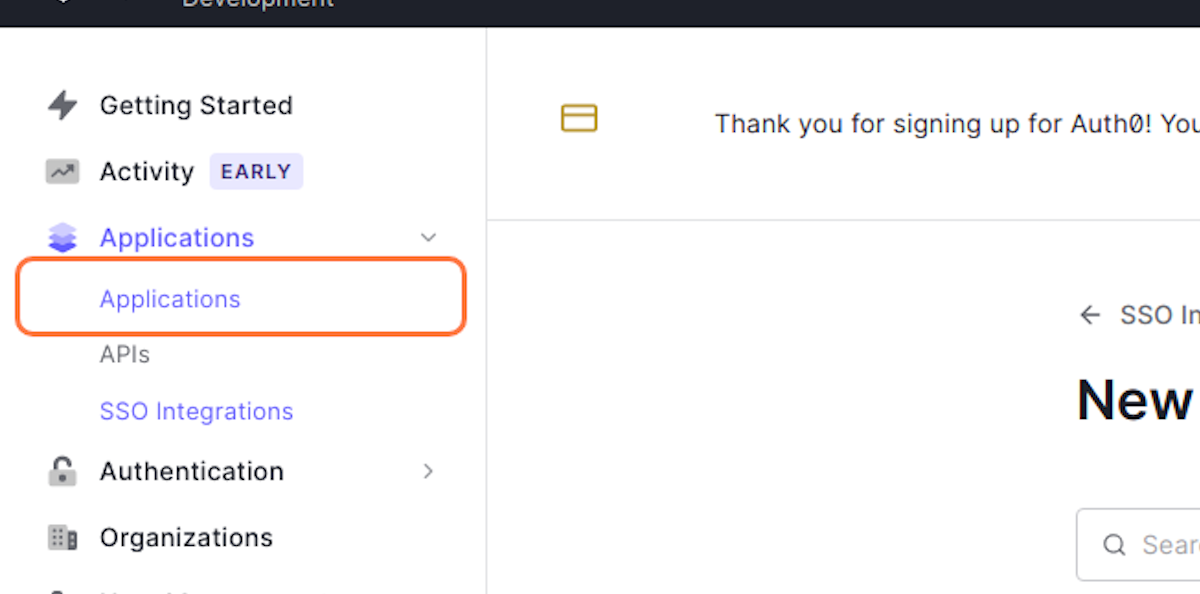 Development
Getting Started
Activity EARLY
Applications
Applications
APIs
SSO Integrations
Authentication
Organizations
Thank you for signing up for Auth0! You
SSO In
New
Sear